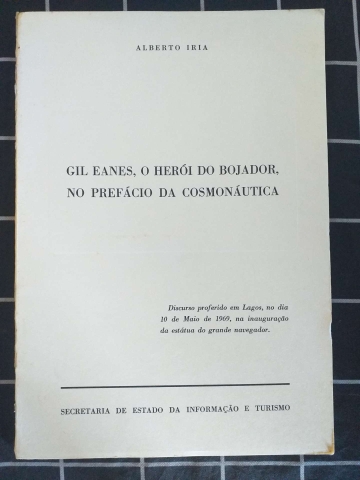 ALBERTO IRIA
GIL EANES, O HERÓI DO BOJADOR,
NO PREFÁCIO DA COSMONÁUTICA
Discurso proferido em Lagos, no dia
10 de Maio de 1969, na inauguração
da estátua do grande navegador.
SECRETARIA DE ESTADO DA INFORMAÇÃO E TURISMO